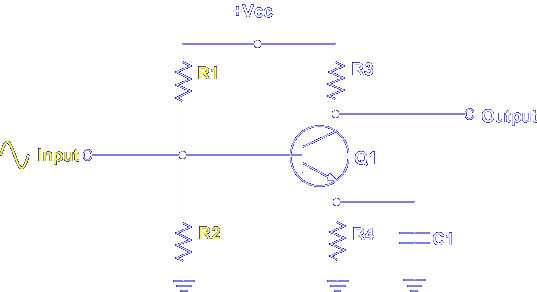 +Vcc
R1
R3
Output
Input
Q1
R2
R4
C1